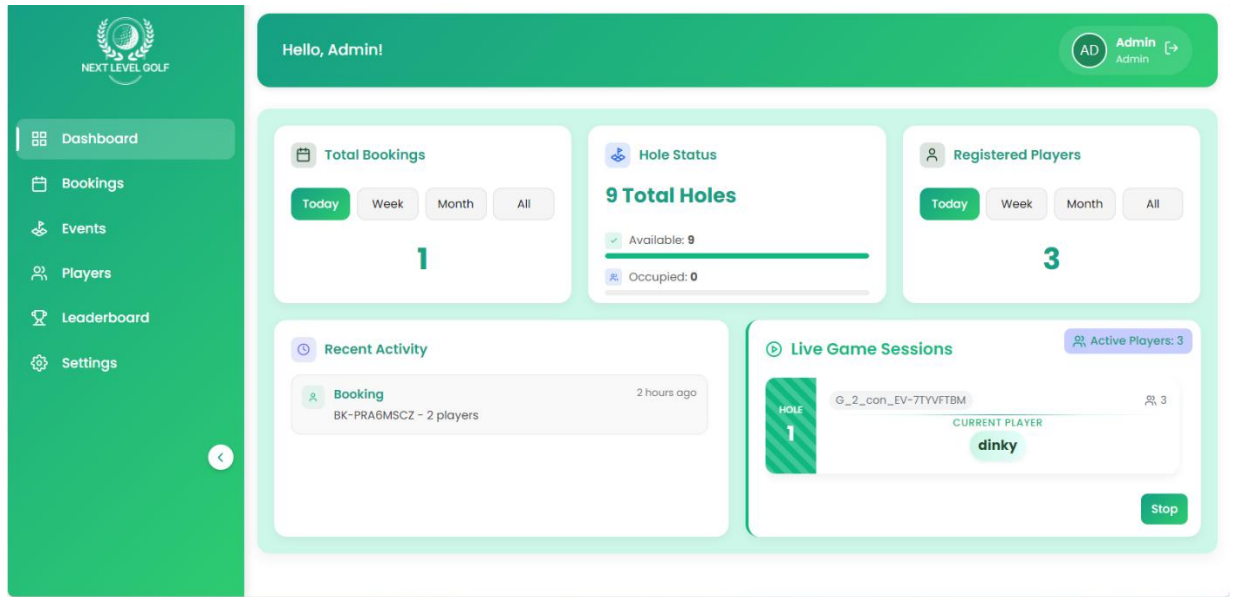 NEXT LEVEL GOLF
Dashboard
Bookings
Events
Players
Leaderboard
Settings
Hello, Admin!
AD
Admin
Admin
Total Bookings
Today Week Month All
1
Hole Status
9 Total Holes
Available: 9
Occupied: 0
Registered Players
Today Week Month All
3
Recent Activity
Booking
2 hours ago
BK-PRA6MSCZ - 2 players
Live Game Sessions
Active Players: 3
HOLE
1
G_2_con_EV-7TYVFTBM
3
CURRENT PLAYER
dinky
Stop